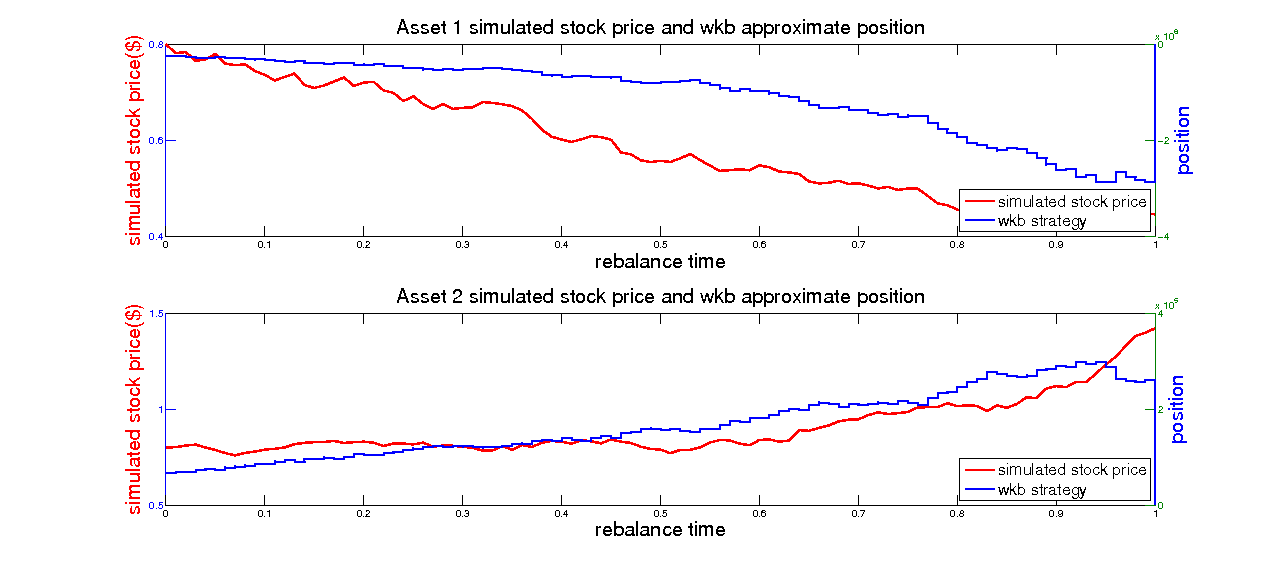 Asset 1 simulated stock price and wkb approximate position
simulated stock price($)
0.8
0.6
0.4
0
0.1
0.2
0.3
0.4
0.5
0.6
0.7
0.8
0.9
1
rebalance time
0
-2
-4
position
simulated stock price
wkb strategy
Asset 2 simulated stock price and wkb approximate position
simulated stock price($)
1.5
1
0.5
0
0.1
0.2
0.3
0.4
0.5
0.6
0.7
0.8
0.9
1
rebalance time
4
2
0
position
simulated stock price
wkb strategy